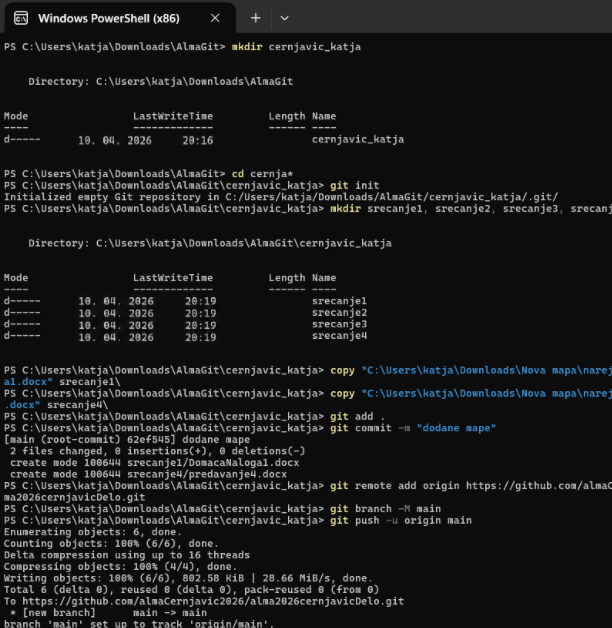 Windows PowerShell (x86)
PS C:\Users\katja\Downloads\AlmaGit> mkdir cernjavic_katja
Directory: C:\Users\katja\Downloads\AlmaGit
Mode LastWriteTime Length Name
---- ------------- ------ ----
d----- 10. 04. 2026 20:16 cernjavic_katja
PS C:\Users\katja\Downloads\AlmaGit> cd cernja*
PS C:\Users\katja\Downloads\AlmaGit\cernjavic_katja> git init
Initialized empty Git repository in C:/Users/katja/Downloads/AlmaGit/cernjavic_katja/.git/
PS C:\Users\katja\Downloads\AlmaGit\cernjavic_katja> mkdir srecanje1, srecanje2, srecanje3, srecanj
Directory: C:\Users\katja\Downloads\AlmaGit\cernjavic_katja
Mode LastWriteTime Length Name
---- ------------- ------ ----
d----- 10. 04. 2026 20:19 srecanje1
d----- 10. 04. 2026 20:19 srecanje2
d----- 10. 04. 2026 20:19 srecanje3
d----- 10. 04. 2026 20:19 srecanje4
PS C:\Users\katja\Downloads\AlmaGit\cernjavic_katja> copy "C:\Users\katja\Downloads\Nova mapa\narej
a1.docx" srecanje1\
PS C:\Users\katja\Downloads\AlmaGit\cernjavic_katja> copy "C:\Users\katja\Downloads\Nova mapa\narej
.docx" srecanje4\
PS C:\Users\katja\Downloads\AlmaGit\cernjavic_katja> git add .
PS C:\Users\katja\Downloads\AlmaGit\cernjavic_katja> git commit -m "dodane mape"
[main (root-commit) 62ef545] dodane mape
2 files changed, 0 insertions(+), 0 deletions(-)
create mode 100644 srecanje1/DomacaNaloga1.docx
create mode 100644 srecanje4/predavanje4.docx
PS C:\Users\katja\Downloads\AlmaGit\cernjavic_katja> git remote add origin https://github.com/almaC
ma2026cernjavicDelo.git
PS C:\Users\katja\Downloads\AlmaGit\cernjavic_katja> git branch -M main
PS C:\Users\katja\Downloads\AlmaGit\cernjavic_katja> git push -u origin main
Enumerating objects: 6, done.
Counting objects: 100% (6/6), done.
Delta compression using up to 16 threads
Compressing objects: 100% (4/4), done.
Writing objects: 100% (6/6), 802.58 KiB | 28.66 MiB/s, done.
Total 6 (delta 0), reused 0 (delta 0), pack-reused 0 (from 0)
To https://github.com/almaCernjavic2026/alma2026cernjavicDelo.git
* [new branch] main -> main
branch 'main' set up to track 'origin/main'.